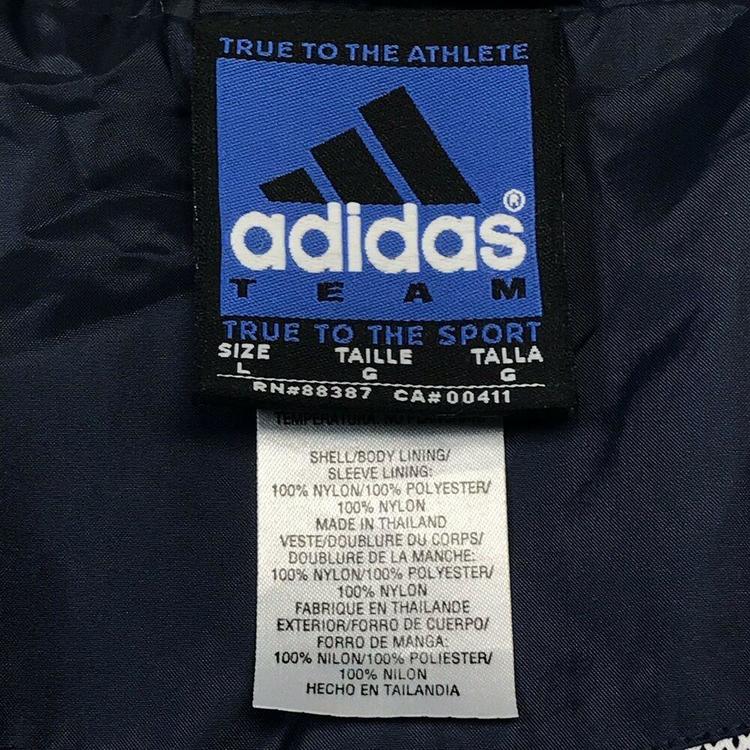 TRUE TO THE ATHLETE
adidas®
TEAM
TRUE TO THE SPORT
SIZE TAILLE TALLA
L G G
RN#88387 CA#00411
TEMPERATURA
SHELL/BODY LINING/
SLEEVE LINING:
100% NYLON/100% POLYESTER/
100% NYLON
MADE IN THAILAND
VESTE/DOUBLURE DU CORPS/
DOUBLURE DE LA MANCHE:
100% NYLON/100% POLYESTER/
100% NYLON
FABRIQUE EN THAILANDE
EXTERIOR/FORRO DE CUERPO/
FORRO DE MANGA:
100% NILON/100% POLIESTER/
100% NILON
HECHO EN TAILANDIA